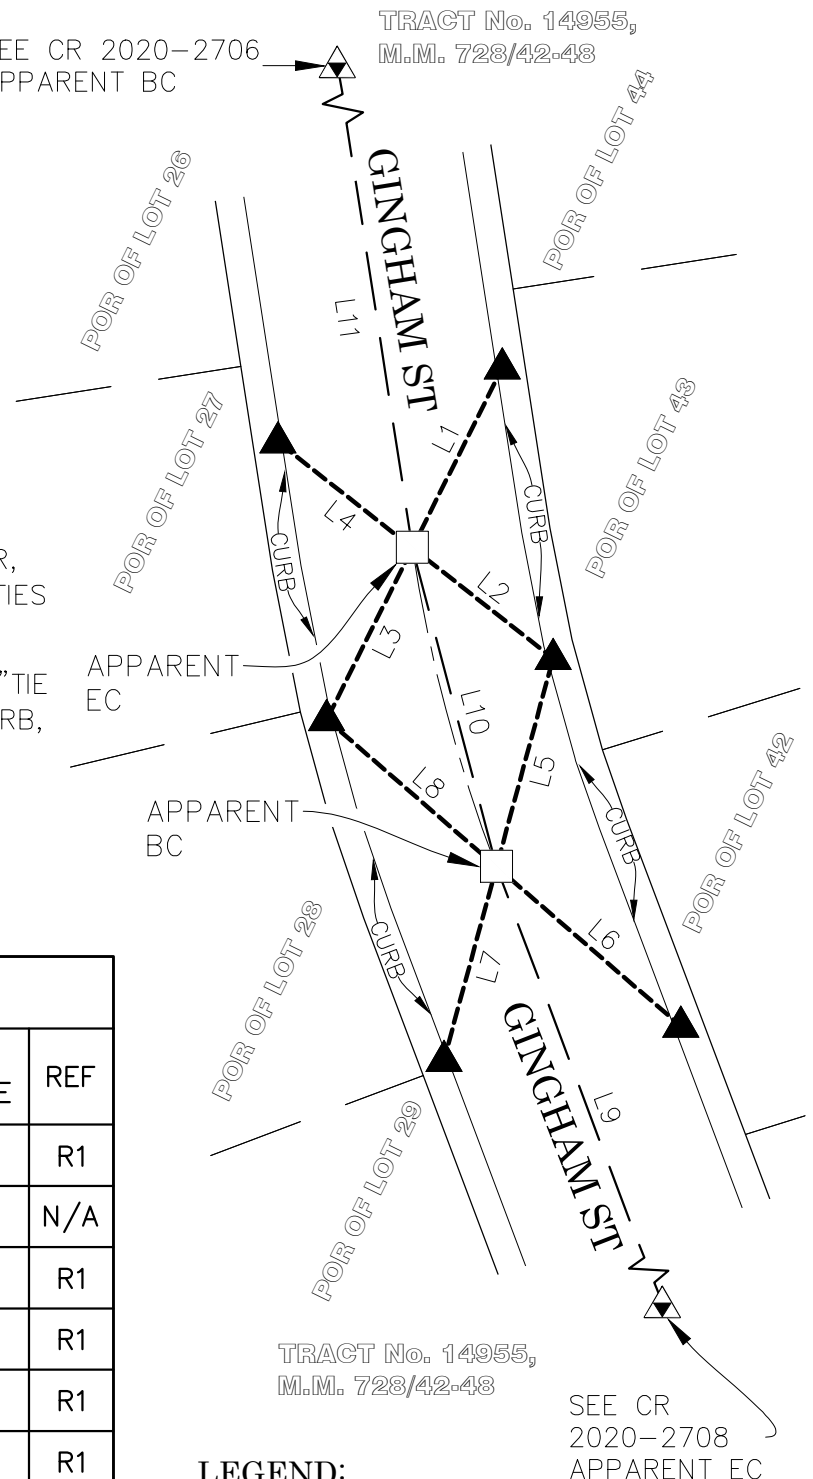 TRACT No. 14955,
M.M. 728/42-48
EE CR 2020-2706
PPARENT BC
POR OF LOT 44
POR OF LOT 26
GINGHAM ST
L11
POR OF LOT 43
POR OF LOT 27
L1
L4
CURB
CURB
R,
TIES
L2
L3
APPARENT
EC
"TIE
RB,
L10
L5
L8
POR OF LOT 42
APPARENT
BC
CURB
POR OF LOT 28
CURB
L6
L7
GINGHAM ST
L9
E
REF
R1
N/A
R1
R1
R1
R1
POR OF LOT 29
TRACT No. 14955,
M.M. 728/42-48
SEE CR
2020-2708
APPARENT EC
LEGEND: